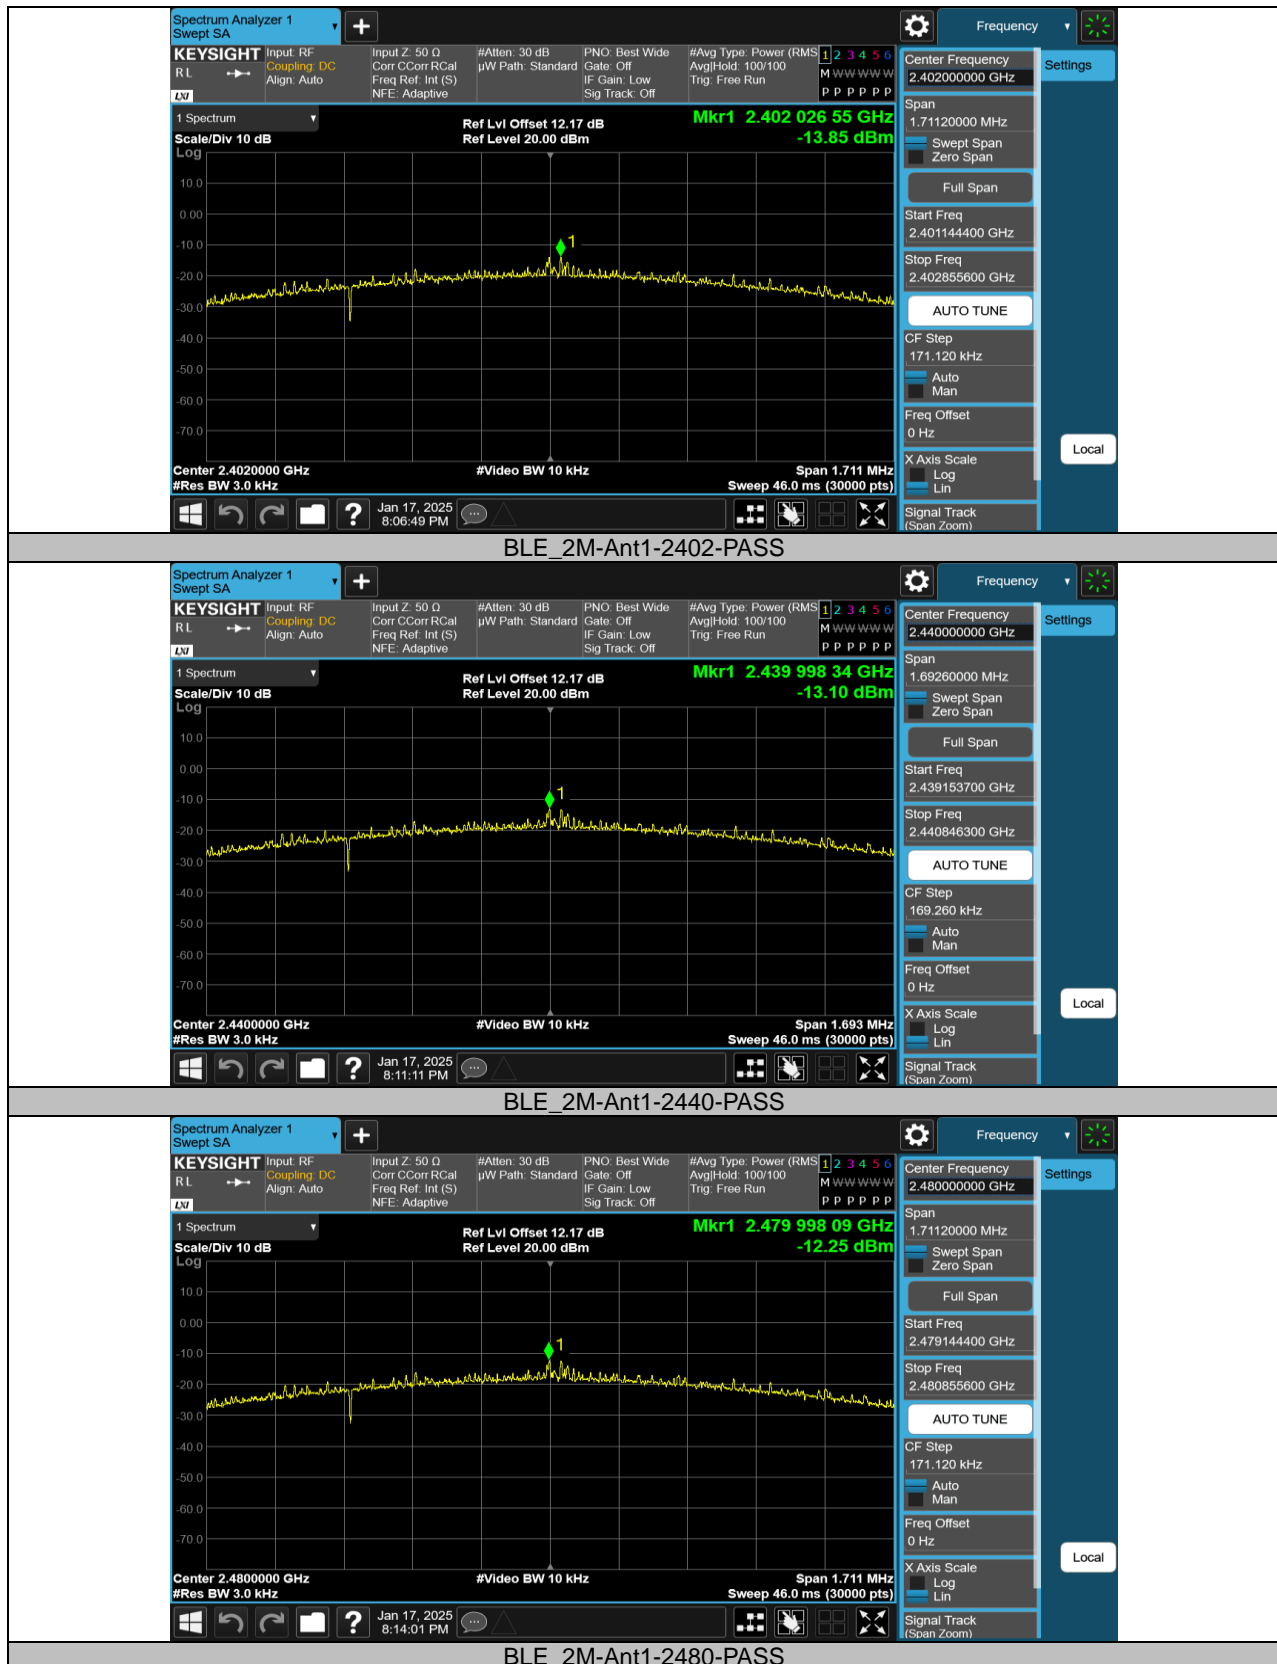 Spectrum Analyzer 1
Swept SA
Frequency
KEYSIGHT
R L
LXI
Input: RF
Coupling: DC
Align: Auto
Input Z: 50 Ω
Corr CCorr RCal
Freq Ref: Int (S)
NFE: Adaptive
#Atten: 30 dB
µW Path: Standard
PNO: Best Wide
Gate: Off
IF Gain: Low
Sig Track: Off
#Avg Type: Power (RMS
Avg|Hold: 100/100
Trig: Free Run
1 2 3 4 5 6
M W W W W W
P P P P P P
Center Frequency
2.402000000 GHz
Settings
Span
1.71120000 MHz
Swept Span
Zero Span
Full Span
Start Freq
2.401144400 GHz
Stop Freq
2.402855600 GHz
AUTO TUNE
CF Step
171.120 kHz
Auto
Man
Freq Offset
0 Hz
X Axis Scale
Log
Lin
Signal Track
(Span Zoom)
Local
1 Spectrum
Scale/Div 10 dB
Log
Ref Lvl Offset 12.17 dB
Ref Level 20.00 dBm
Mkr1 2.402 026 55 GHz
-13.85 dBm
1
10.0
0.00
-10.0
-20.0
-30.0
-40.0
-50.0
-60.0
-70.0
Center 2.4020000 GHz
#Video BW 10 kHz
Span 1.711 MHz
#Res BW 3.0 kHz
Sweep 46.0 ms (30000 pts)
?
Jan 17, 2025
8:06:49 PM
BLE_2M-Ant1-2402-PASS
Spectrum Analyzer 1
Swept SA
Frequency
KEYSIGHT
R L
LXI
Input: RF
Coupling: DC
Align: Auto
Input Z: 50 Ω
Corr CCorr RCal
Freq Ref: Int (S)
NFE: Adaptive
#Atten: 30 dB
µW Path: Standard
PNO: Best Wide
Gate: Off
IF Gain: Low
Sig Track: Off
#Avg Type: Power (RMS
Avg|Hold: 100/100
Trig: Free Run
1 2 3 4 5 6
M W W W W W
P P P P P P
Center Frequency
2.440000000 GHz
Settings
Span
1.69260000 MHz
Swept Span
Zero Span
Full Span
Start Freq
2.439153700 GHz
Stop Freq
2.440846300 GHz
AUTO TUNE
CF Step
169.260 kHz
Auto
Man
Freq Offset
0 Hz
X Axis Scale
Log
Lin
Signal Track
(Span Zoom)
Local
1 Spectrum
Scale/Div 10 dB
Log
Ref Lvl Offset 12.17 dB
Ref Level 20.00 dBm
Mkr1 2.439 998 34 GHz
-13.10 dBm
1
10.0
0.00
-10.0
-20.0
-30.0
-40.0
-50.0
-60.0
-70.0
Center 2.4400000 GHz
#Video BW 10 kHz
Span 1.693 MHz
#Res BW 3.0 kHz
Sweep 46.0 ms (30000 pts)
?
Jan 17, 2025
8:11:11 PM
BLE_2M-Ant1-2440-PASS
Spectrum Analyzer 1
Swept SA
Frequency
KEYSIGHT
R L
LXI
Input: RF
Coupling: DC
Align: Auto
Input Z: 50 Ω
Corr CCorr RCal
Freq Ref: Int (S)
NFE: Adaptive
#Atten: 30 dB
µW Path: Standard
PNO: Best Wide
Gate: Off
IF Gain: Low
Sig Track: Off
#Avg Type: Power (RMS
Avg|Hold: 100/100
Trig: Free Run
1 2 3 4 5 6
M W W W W W
P P P P P P
Center Frequency
2.480000000 GHz
Settings
Span
1.71120000 MHz
Swept Span
Zero Span
Full Span
Start Freq
2.479144400 GHz
Stop Freq
2.480855600 GHz
AUTO TUNE
CF Step
171.120 kHz
Auto
Man
Freq Offset
0 Hz
X Axis Scale
Log
Lin
Signal Track
(Span Zoom)
Local
1 Spectrum
Scale/Div 10 dB
Log
Ref Lvl Offset 12.17 dB
Ref Level 20.00 dBm
Mkr1 2.479 998 09 GHz
-12.25 dBm
1
10.0
0.00
-10.0
-20.0
-30.0
-40.0
-50.0
-60.0
-70.0
Center 2.4800000 GHz
#Video BW 10 kHz
Span 1.711 MHz
#Res BW 3.0 kHz
Sweep 46.0 ms (30000 pts)
?
Jan 17, 2025
8:14:01 PM
BLE_2M-Ant1-2480-PASS